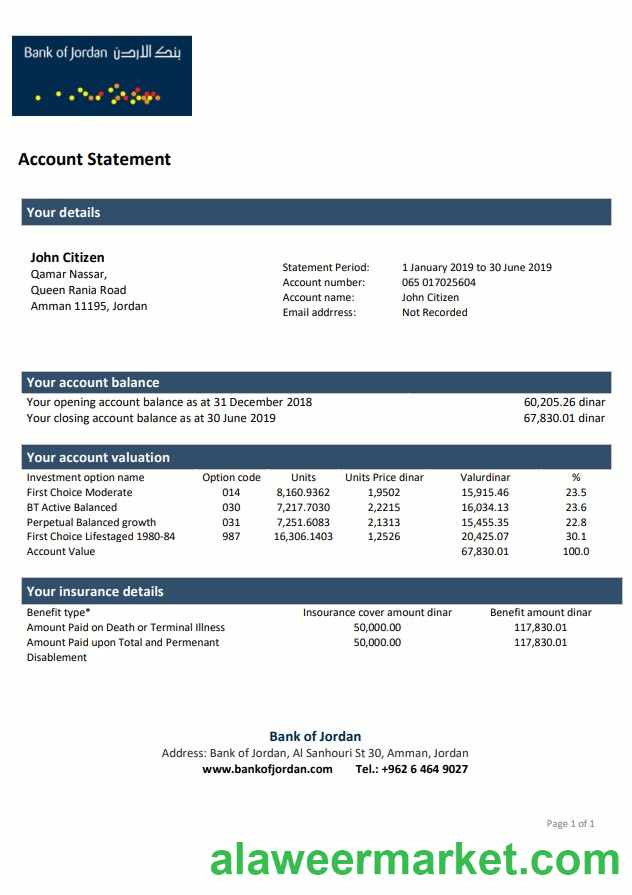 Bank of Jordan بنك الاردن
Account Statement
Your details
John Citizen
Qamar Nassar,
Queen Rania Road
Amman 11195, Jordan
Statement Period: 1 January 2019 to 30 June 2019
Account number: 065 017025604
Account name: John Citizen
Email addrress: Not Recorded
Your account balance
Your opening account balance as at 31 December 2018 60,205.26 dinar
Your closing account balance as at 30 June 2019 67,830.01 dinar
Your account valuation
Investment option name Option code Units Units Price dinar Valurdinar %
First Choice Moderate 014 8,160.9362 1,9502 15,915.46 23.5
BT Active Balanced 030 7,217.7030 2,2215 16,034.13 23.6
Perpetual Balanced growth 031 7,251.6083 2,1313 15,455.35 22.8
First Choice Lifestaged 1980-84 987 16,306.1403 1,2526 20,425.07 30.1
Account Value 67,830.01 100.0
Your insurance details
Benefit type* Insourance cover amount dinar Benefit amount dinar
Amount Paid on Death or Terminal Illness 50,000.00 117,830.01
Amount Paid upon Total and Permenant 50,000.00 117,830.01
Disablement
Bank of Jordan
Address: Bank of Jordan, Al Sanhouri St 30, Amman, Jordan
www.bankofjordan.com Tel.: +962 6 464 9027
Page 1 of 1
alaweermarket.com